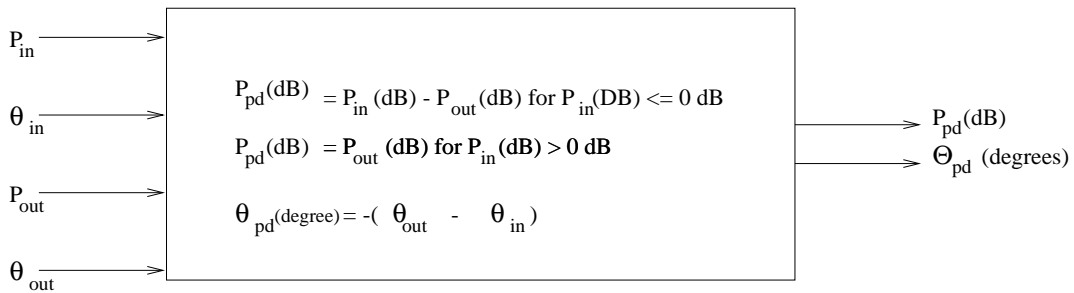 P_in
θ_in
P_out
θ_out
P_pd(dB) = P_in(dB) - P_out(dB) for P_in(DB) <= 0 dB
P_pd(dB) = P_out (dB) for P_in(dB) > 0 dB
θ_pd(degree) = -( θ_out - θ_in )
P_pd(dB)
Θ_pd (degrees)